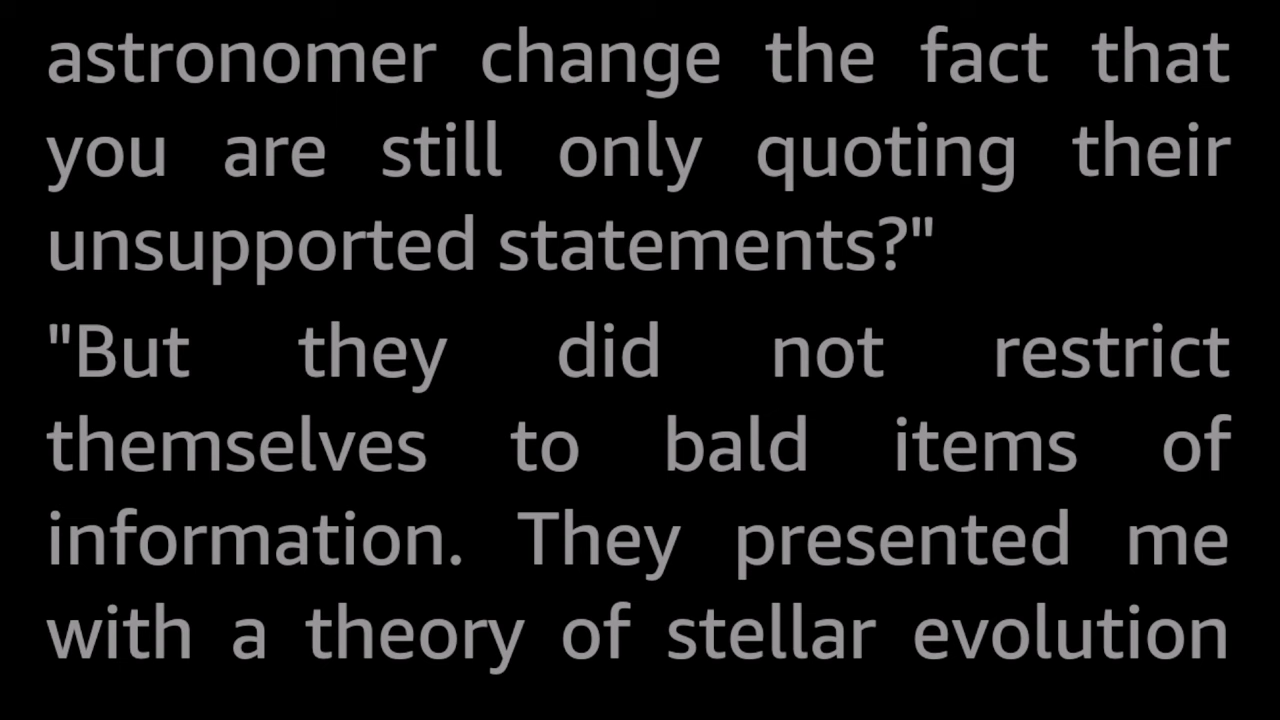 astronomer change the fact that
you are still only quoting their
unsupported statements?"
"But they did not restrict
themselves to bald items of
information. They presented me
with a theory of stellar evolution